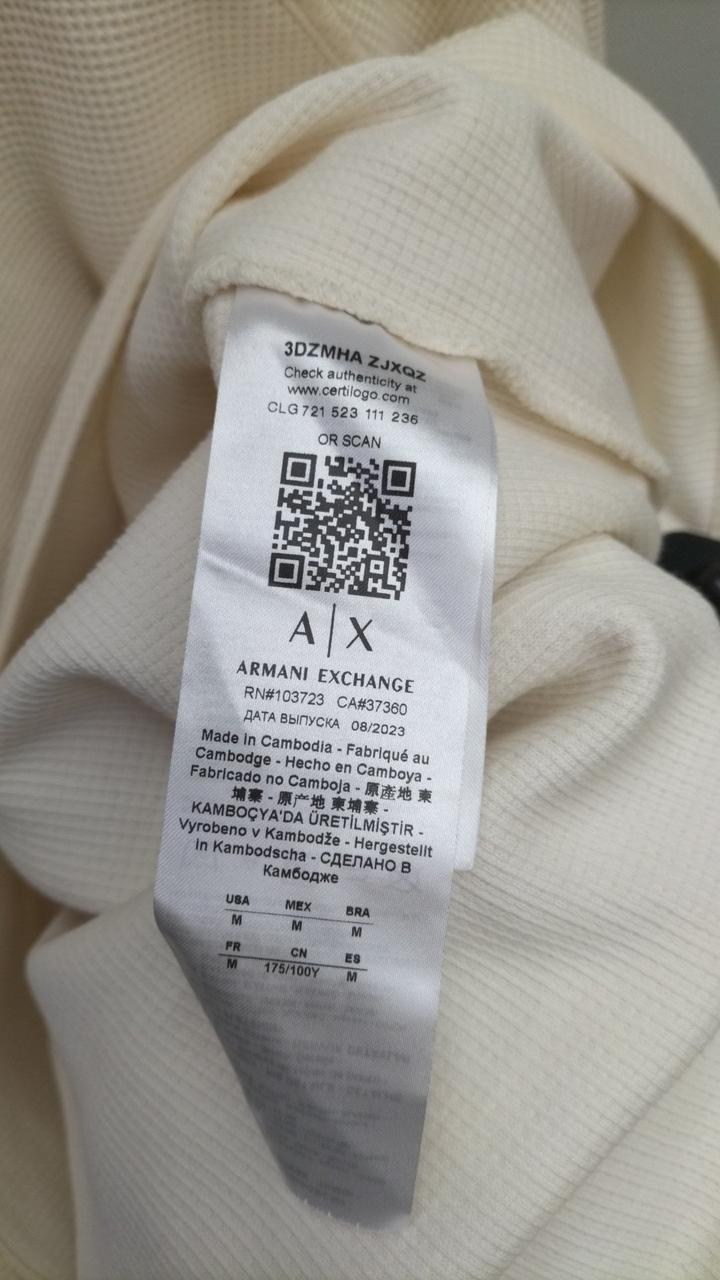 3DZMHA ZJXQZ
Check authenticity at
www.certilogo.com
CLG 721 523 111 236
OR SCAN
A|X
ARMANI EXCHANGE
RN#103723 CA#37360
ДАТА ВЫПУСКА 08/2023
Made in Cambodia - Fabriqué au
Cambodge - Hecho en Camboya -
Fabricado no Camboja - 原產地 柬
埔寨 - 原产地 柬埔寨 -
KAMBOÇYA'DA ÜRETİLMİŞTİR -
Vyrobeno v Kambodže - Hergestellt
in Kambodscha - СДЕЛАНО В
Камбодже
USA MEX BRA
M M M
FR CN ES
M 175/100Y M